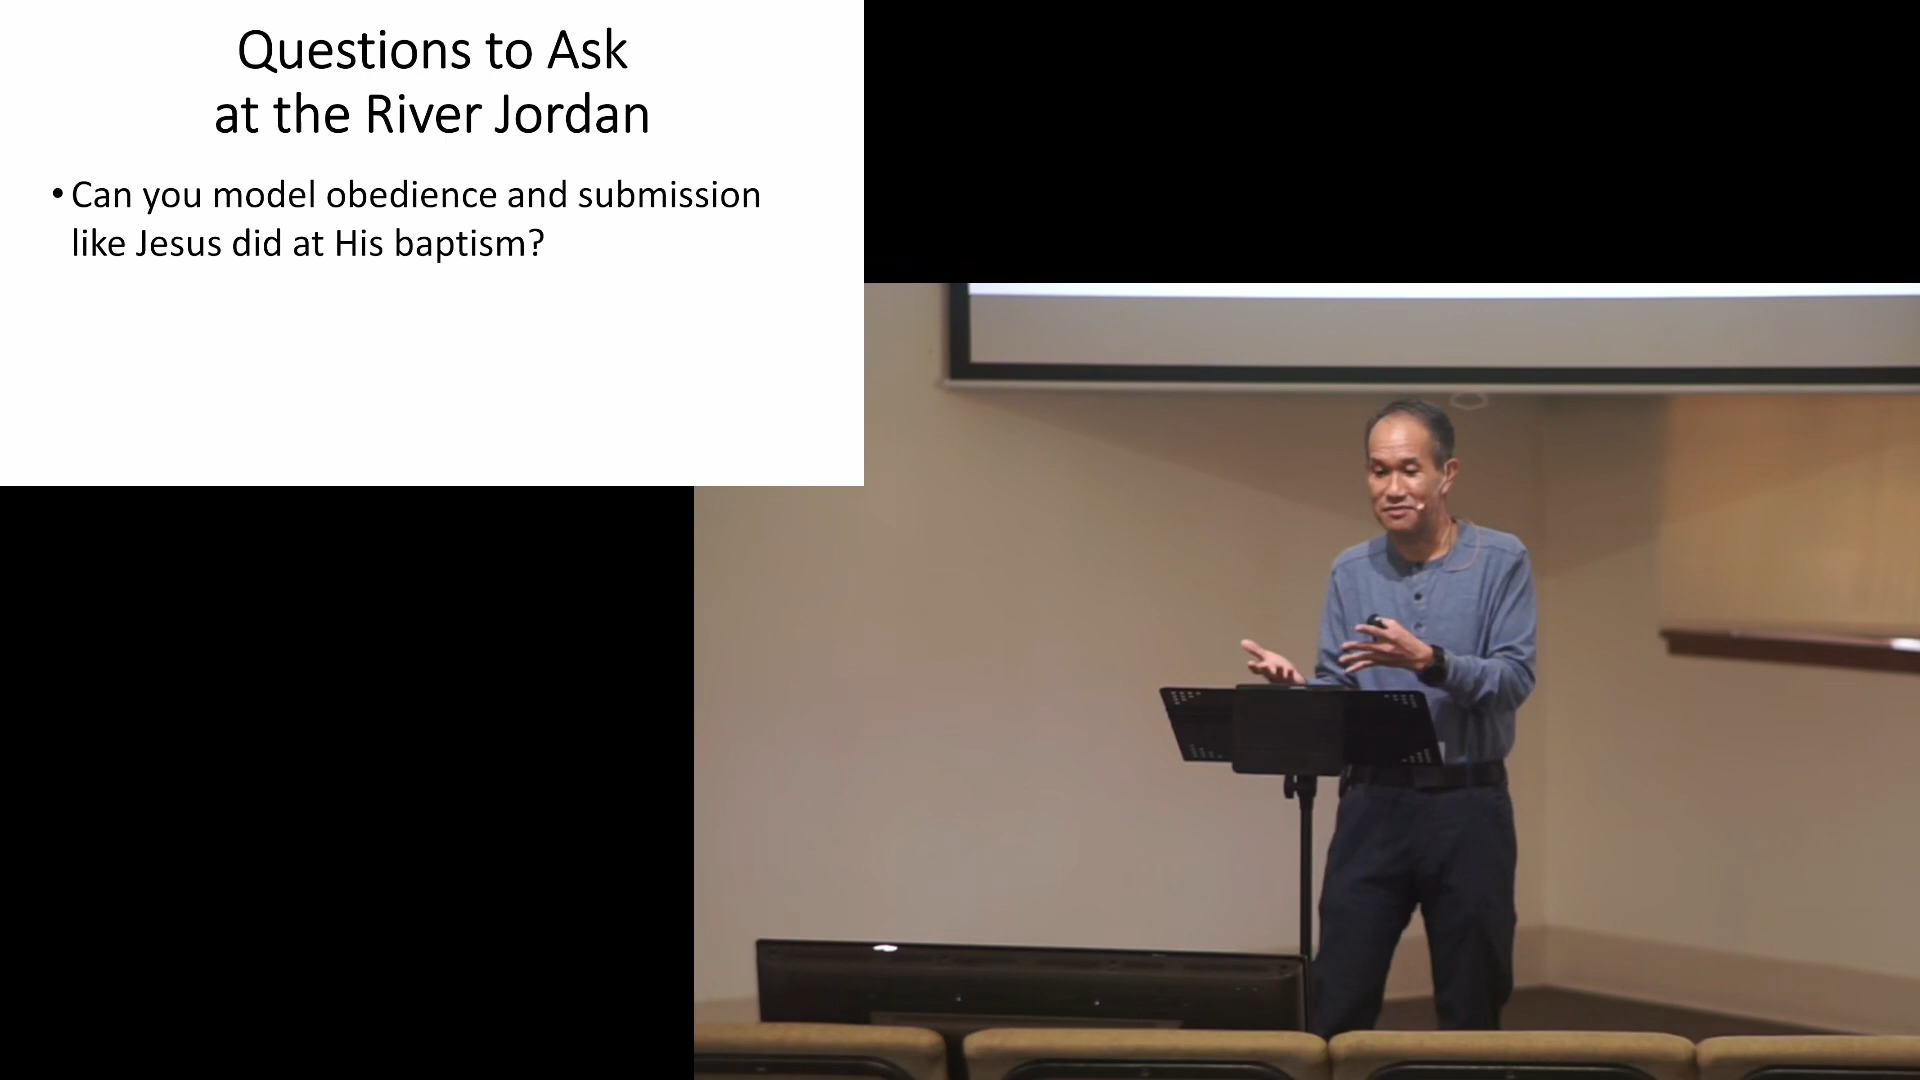 Questions to Ask
at the River Jordan
• Can you model obedience and submission
like Jesus did at His baptism?